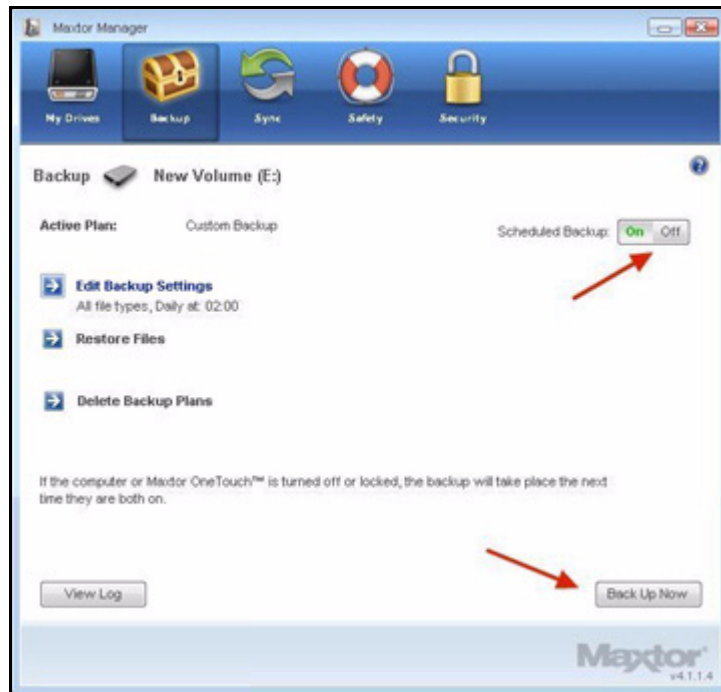 Maxtor Manager
My Drives Backup Sync Safety Security
Backup New Volume (E:)
Active Plan: Custom Backup Scheduled Backup: On Off
Edit Backup Settings
All file types, Daily at: 02:00
Restore Files
Delete Backup Plans
If the computer or Maxtor OneTouch™ is turned off or locked, the backup will take place the next
time they are both on.
View Log Back Up Now
Maxtor
v4.1.1.4